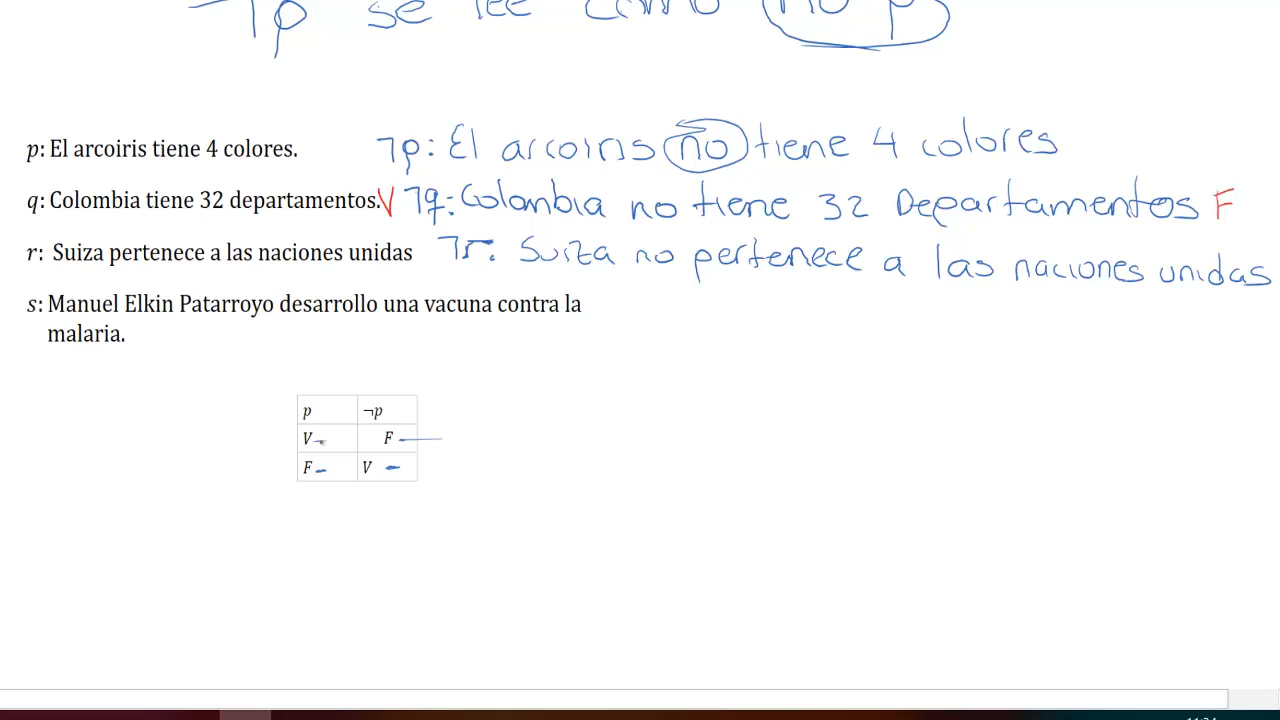 ¬p se lee como no p
p: El arcoiris tiene 4 colores. ¬p: El arcoiris no tiene 4 colores
q: Colombia tiene 32 departamentos. V ¬q: Colombia no tiene 32 Departamentos F
r: Suiza pertenece a las naciones unidas ¬r: Suiza no pertenece a las naciones unidas
s: Manuel Elkin Patarroyo desarrollo una vacuna contra la
malaria.
p ¬p
V F
F V